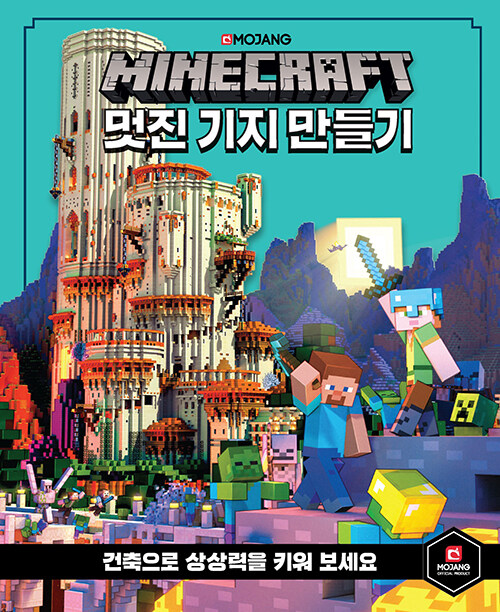 MOJANG
MINECRAFT
멋진 기지 만들기
건축으로 상상력을 키워 보세요
MOJANG
OFFICIAL PRODUCT